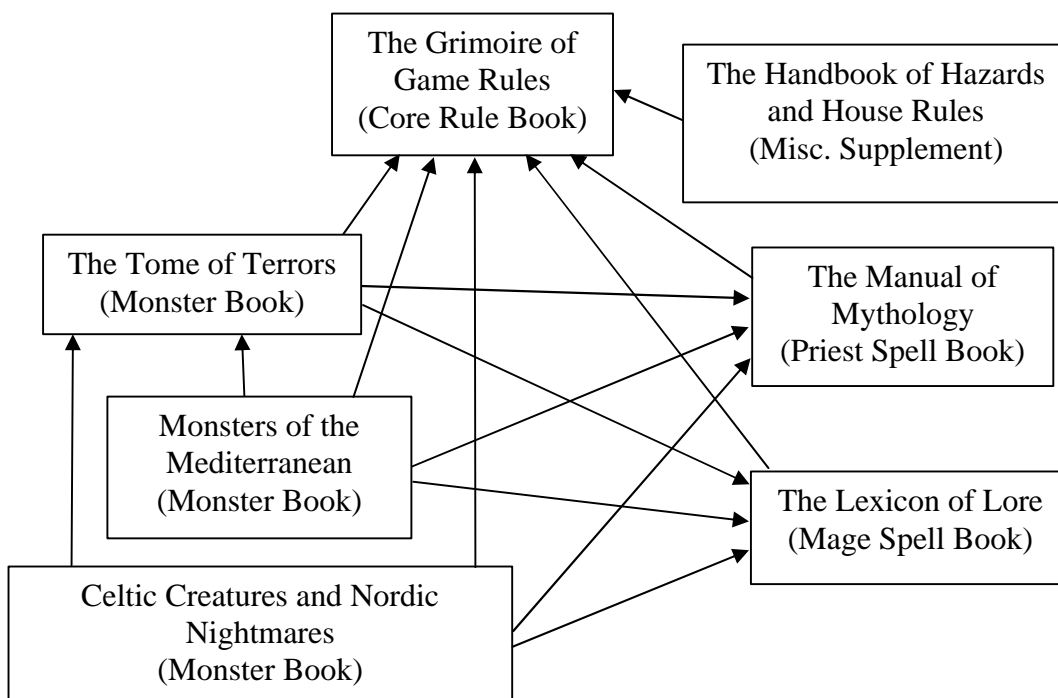 The Grimoire of
Game Rules
(Core Rule Book)
The Handbook of Hazards
and House Rules
(Misc. Supplement)
The Tome of Terrors
(Monster Book)
The Manual of
Mythology
(Priest Spell Book)
Monsters of the
Mediterranean
(Monster Book)
The Lexicon of Lore
(Mage Spell Book)
Celtic Creatures and Nordic
Nightmares
(Monster Book)